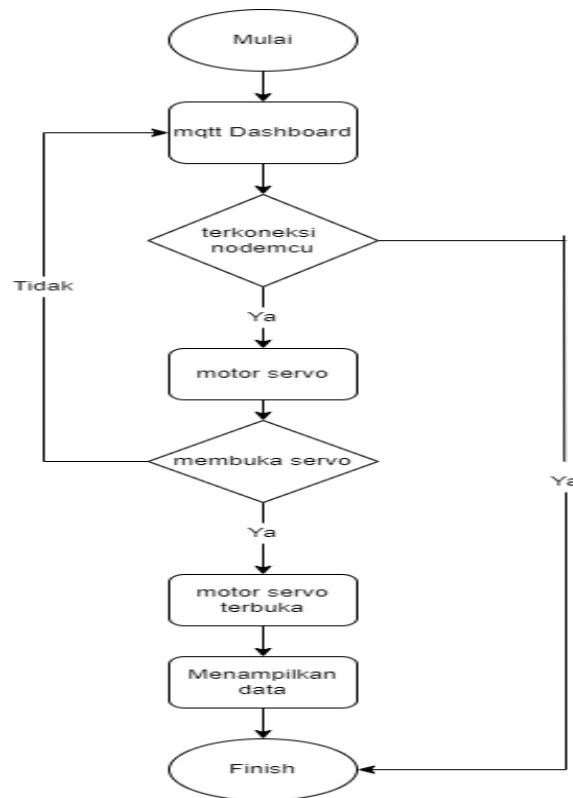 Mulai
mqtt Dashboard
terkoneksi
nodemcu
Tidak
Ya
motor servo
membuka servo
Ya
Ya
motor servo
terbuka
Menampilkan
data
Finish